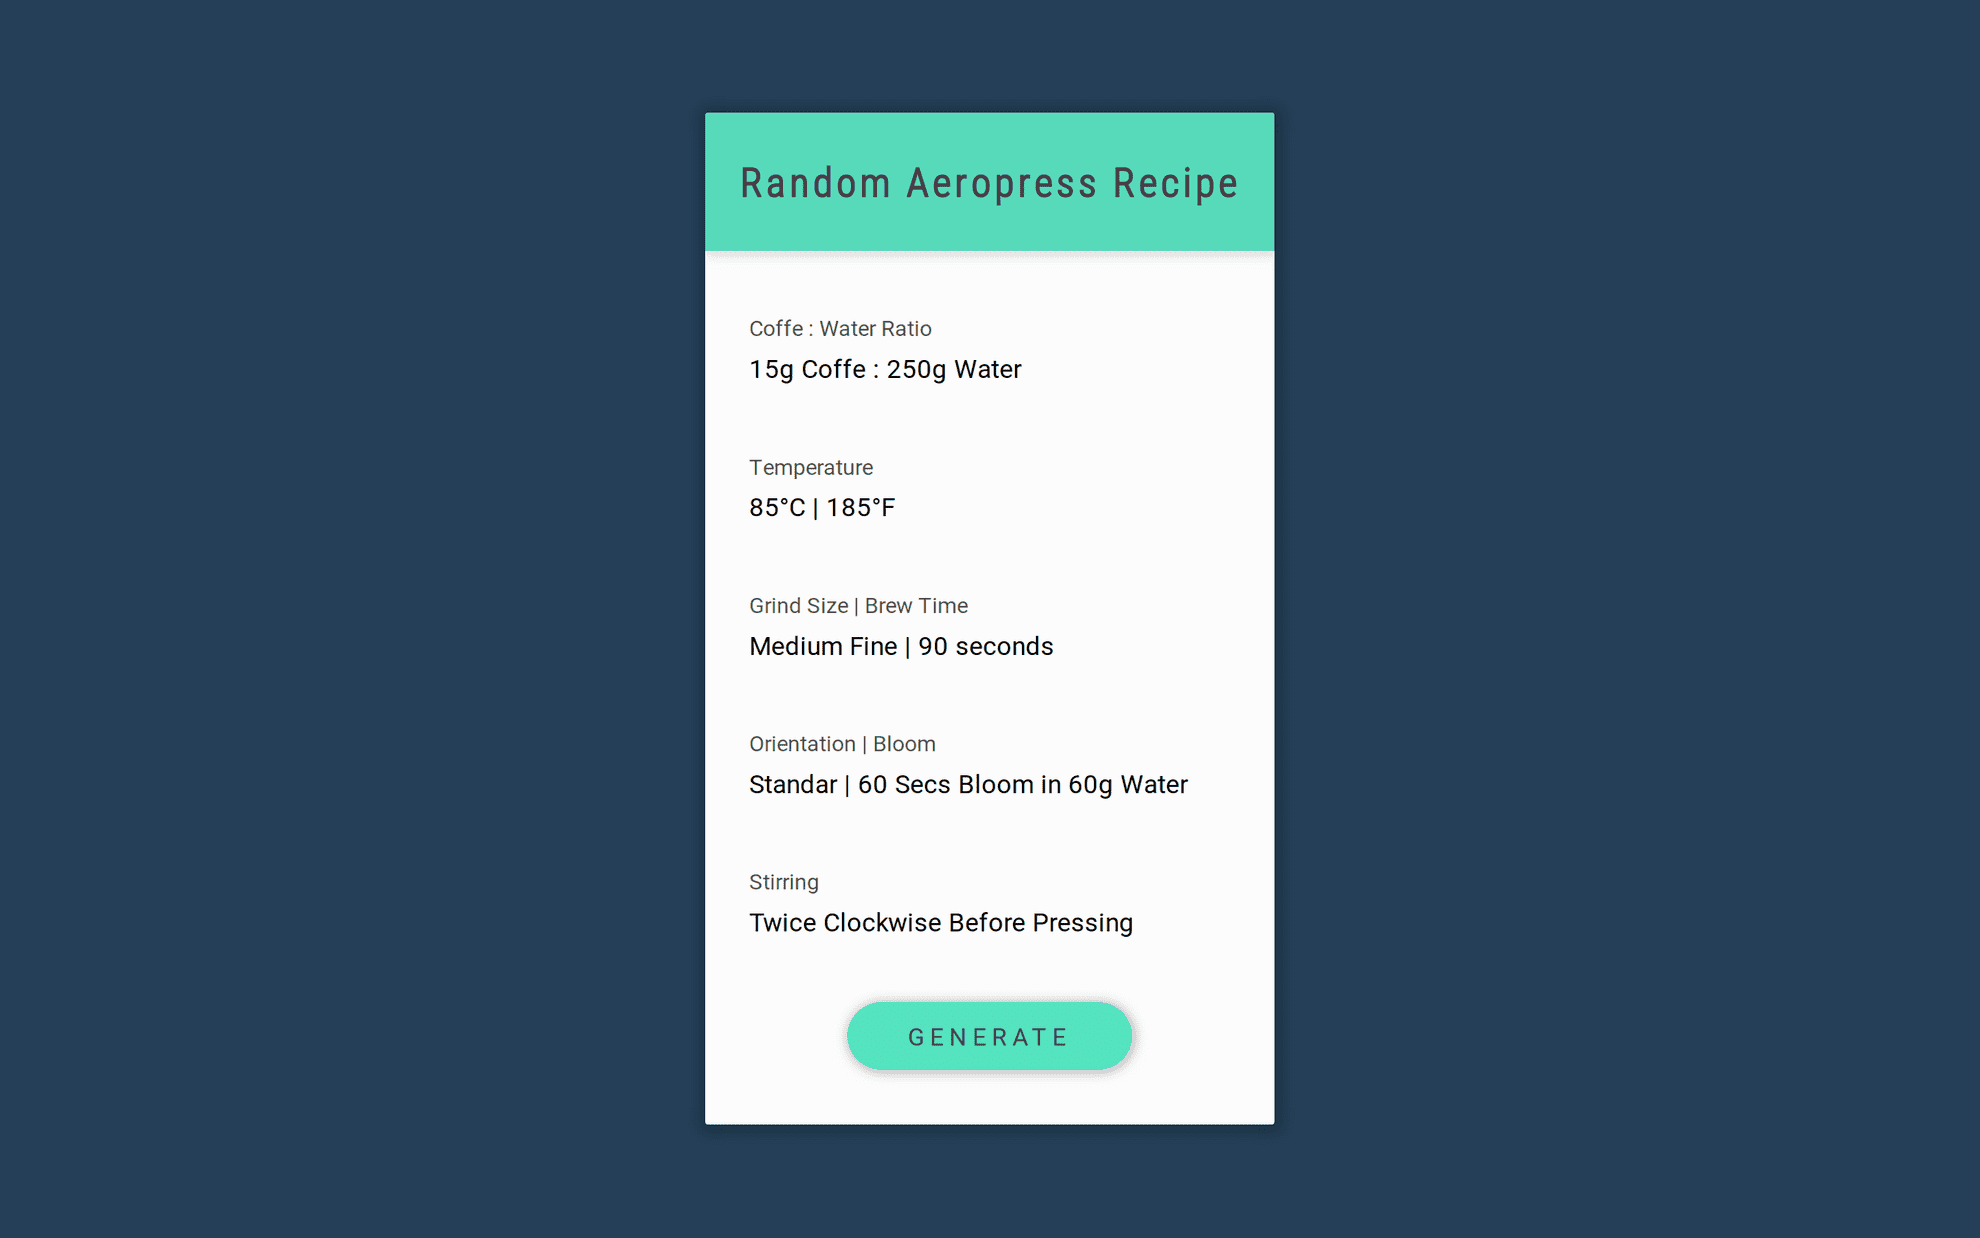 Random Aeropress Recipe
Coffe : Water Ratio
15g Coffe : 250g Water
Temperature
85°C | 185°F
Grind Size | Brew Time
Medium Fine | 90 seconds
Orientation | Bloom
Standar | 60 Secs Bloom in 60g Water
Stirring
Twice Clockwise Before Pressing
GENERATE